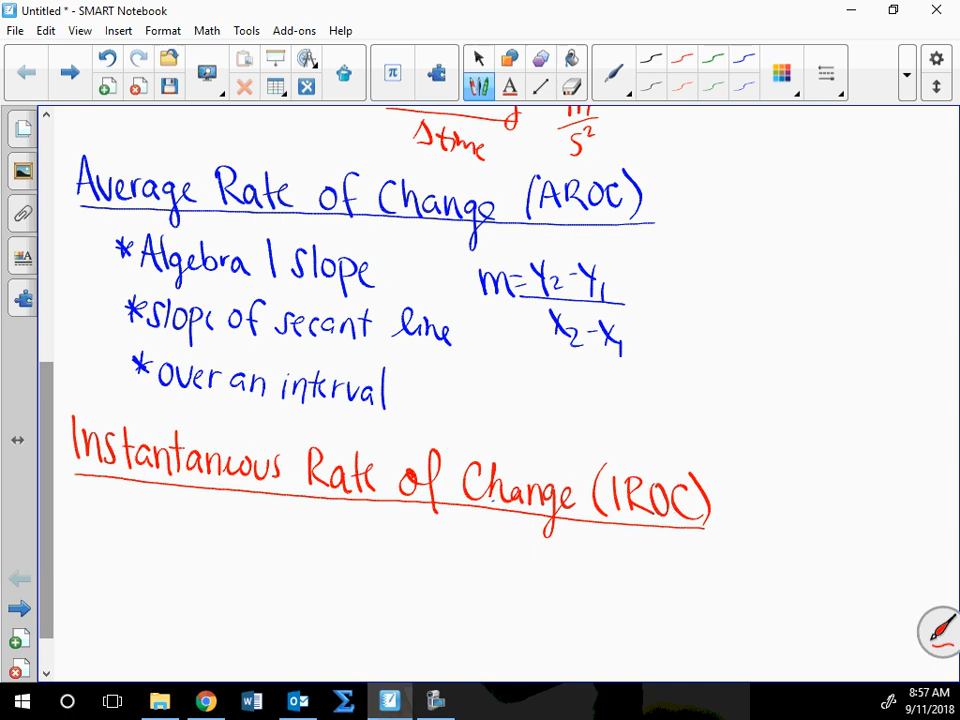 Untitled * - SMART Notebook
File Edit View Insert Format Math Tools Add-ons Help
π
A
Δtime
m/s²
Average Rate of Change (AROC)
*Algebra 1 slope
m = y₂-y₁ / x₂-x₁
*slope of secant line
*over an interval
Instantaneous Rate of Change (IROC)
8:57 AM
9/11/2018